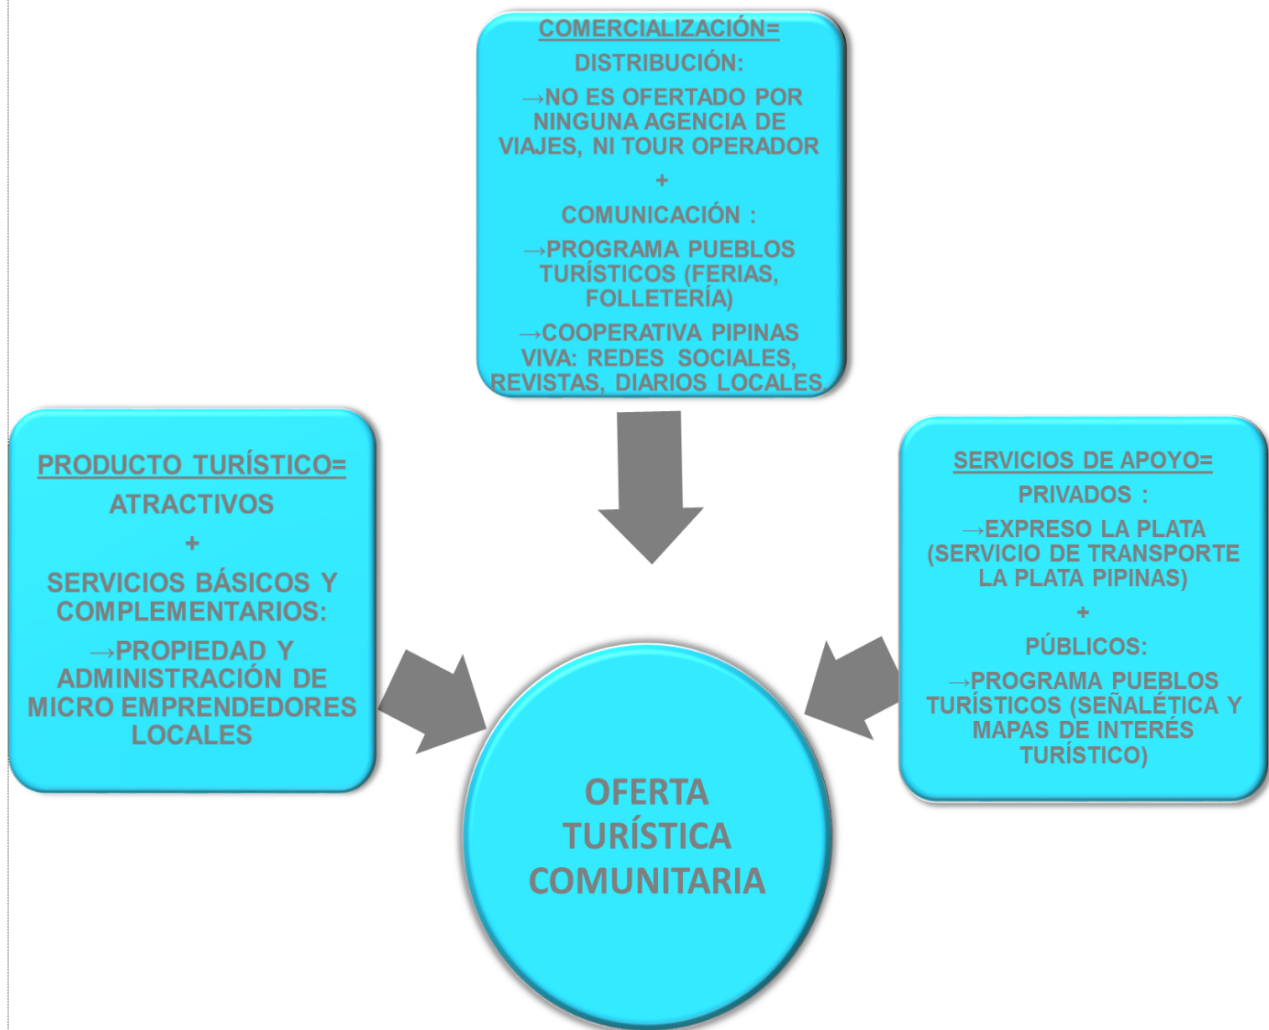 COMERCIALIZACIÓN=
DISTRIBUCIÓN:
→NO ES OFERTADO POR
NINGUNA AGENCIA DE
VIAJES, NI TOUR OPERADOR
+
COMUNICACIÓN :
→PROGRAMA PUEBLOS
TURÍSTICOS (FERIAS,
FOLLETERÍA)
→COOPERATIVA PIPINAS
VIVA: REDES SOCIALES,
REVISTAS, DIARIOS LOCALES
PRODUCTO TURÍSTICO=
ATRACTIVOS
+
SERVICIOS BÁSICOS Y
COMPLEMENTARIOS:
→PROPIEDAD Y
ADMINISTRACIÓN DE
MICRO EMPRENDEDORES
LOCALES
SERVICIOS DE APOYO=
PRIVADOS :
→EXPRESO LA PLATA
(SERVICIO DE TRANSPORTE
LA PLATA PIPINAS)
+
PÚBLICOS:
→PROGRAMA PUEBLOS
TURÍSTICOS (SEÑALÉTICA Y
MAPAS DE INTERÉS
TURÍSTICO)
OFERTA
TURÍSTICA
COMUNITARIA